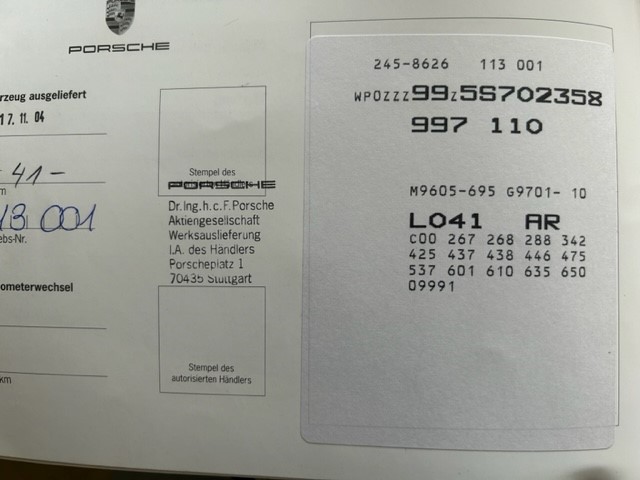 PORSCHE
rzeug ausgeliefert
17. 11. 04
41-
m
13 001
ebs-Nr.
ometerwechsel
km
Stempel des
PORSCHE
Dr.Ing.h.c.F.Porsche
Aktiengesellschaft
Werksauslieferung
I.A. des Händlers
Porscheplatz 1
70435 Stuttgart
Stempel des
autorisierten Händlers
245-8626 113 001
WP0ZZZ99Z5S702358
997 110
M9605-695 G9701- 10
L041 AR
C00 267 268 288 342
425 437 438 446 475
537 601 610 635 650
09991